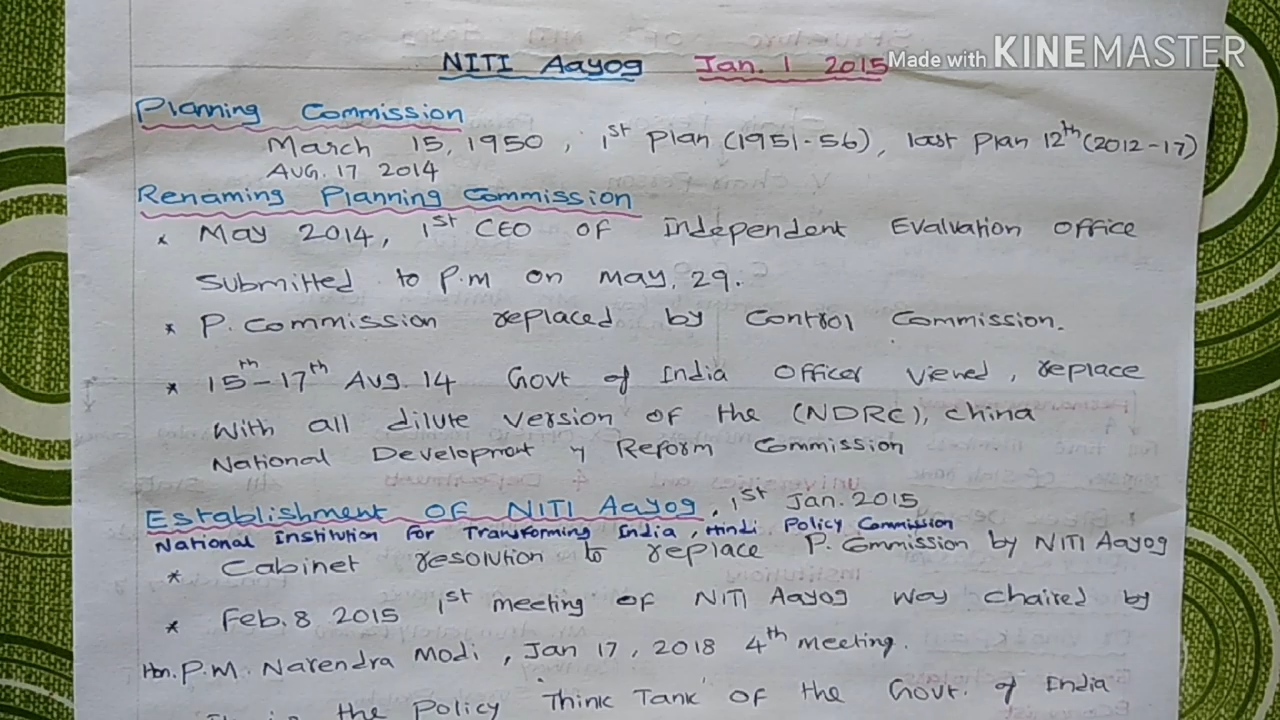 NITI Aayog Jan. 1 2015
Made with KINEMASTER
Planning Commission
March 15, 1950, 1st Plan (1951-56), last Plan 12th (2012-17)
AUG. 17 2014
Renaming Planning Commission
* May 2014, 1st CEO OF Independent Evaluation office
submitted to P.M on May, 29.
* P. Commission replaced by Control Commission.
* 15th - 17th Aug. 14 Govt of India Officer viewed, replace
With all dilute version of the (NDRC), China
National Development & Reform Commission
Establishment OF NITI Aayog, 1st Jan. 2015
National Institution For Transforming India, Hindi Policy Commission
* Cabinet resolution to replace P. Commission by NITI Aayog
* Feb. 8 2015 1st meeting of NITI Aayog way chaired by
Hon. P.M. Narendra Modi, Jan 17, 2018 4th meeting.
the Policy 'Think Tank' of the Govt. of India